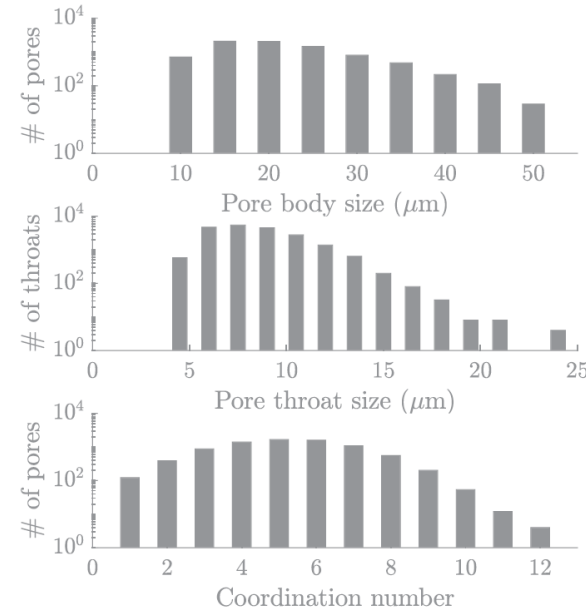 10^4
10^2
10^0
# of pores
0 10 20 30 40 50
Pore body size (μm)
10^4
10^2
10^0
# of throats
0 5 10 15 20 25
Pore throat size (μm)
10^4
10^2
10^0
# of pores
0 2 4 6 8 10 12
Coordination number